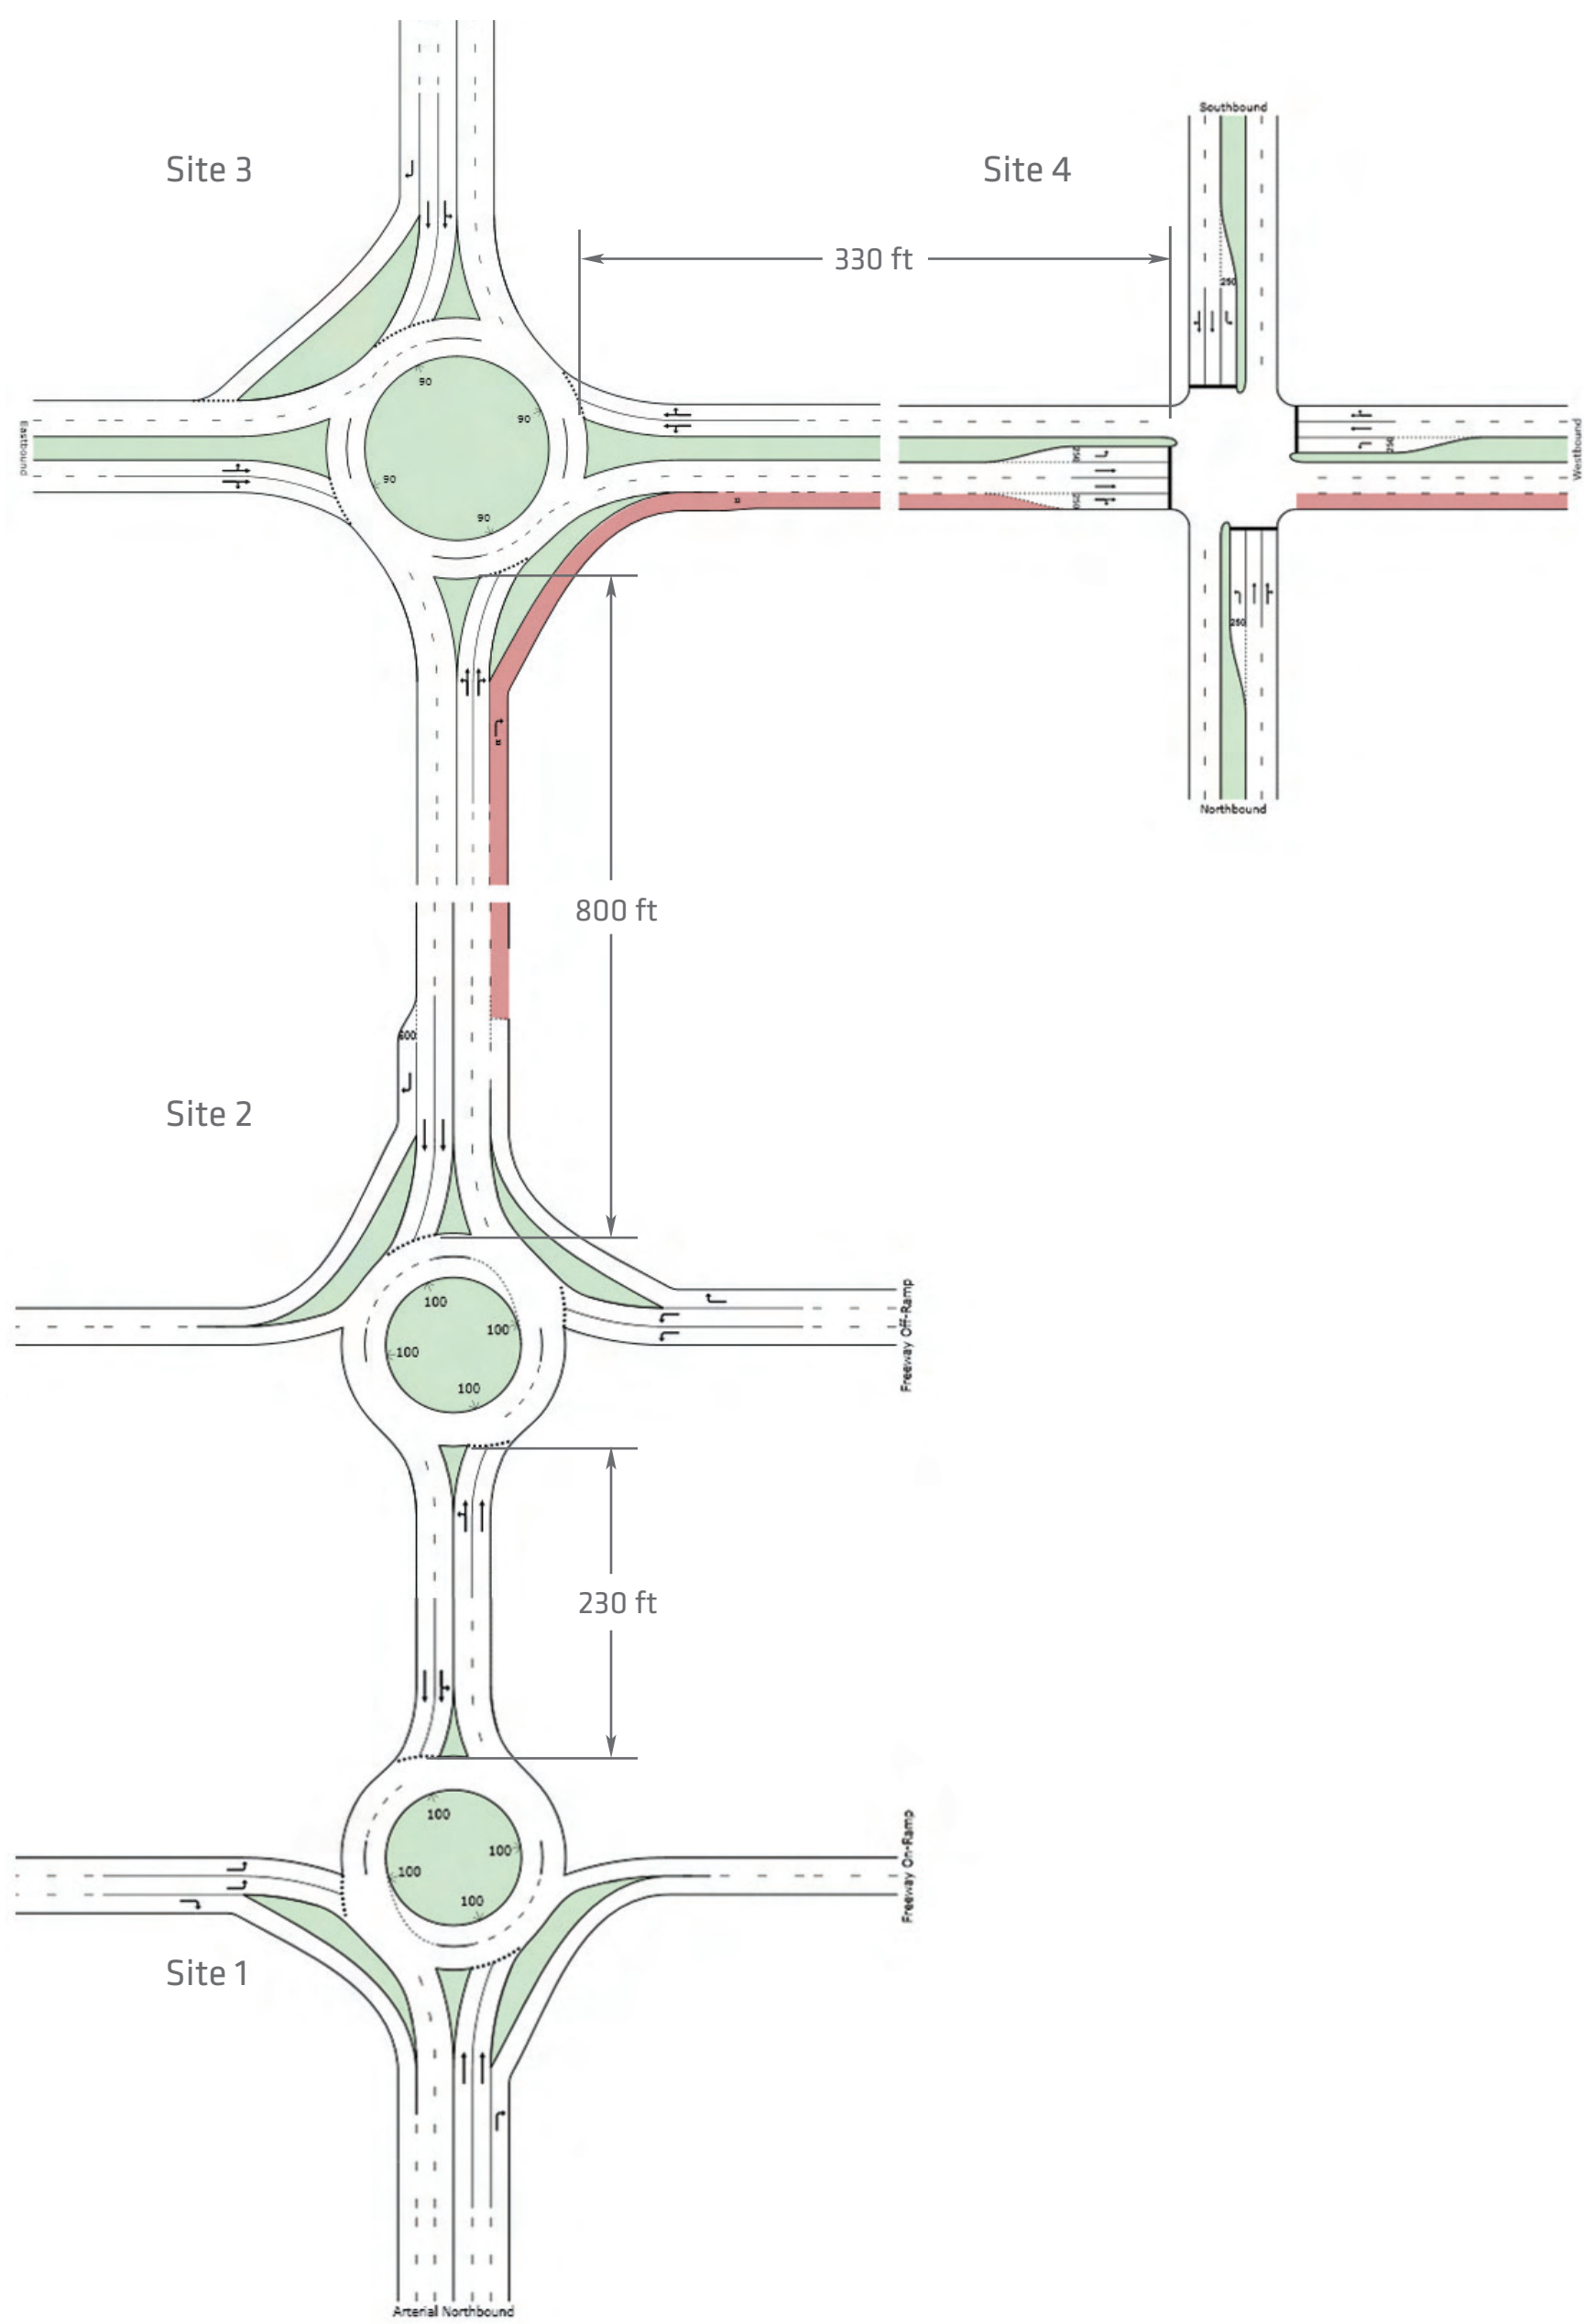 Southbound
Site 3
Site 4
330 ft
250
90
90
90
90
Eastbound
250
250
250
Westbound
250
Northbound
800 ft
600
Site 2
Freeway Off-Ramp
100
100
100
100
230 ft
Freeway On-Ramp
100
100
100
100
Site 1
Arterial Northbound